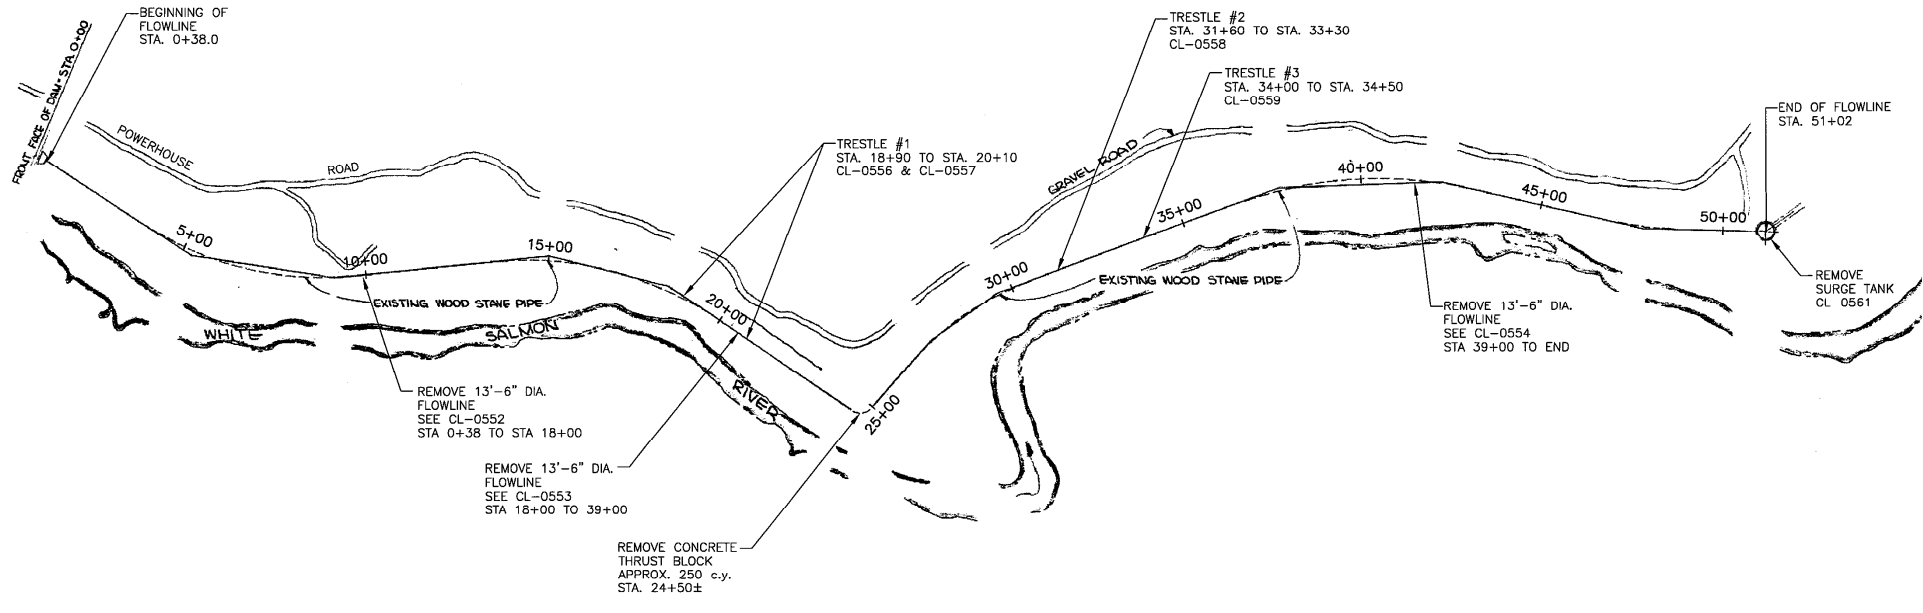 BEGINNING OF
FLOWLINE
STA. 0+38.0
FRONT FACE OF DAM - STA. 0+00
POWERHOUSE
ROAD
5+00
10+00
15+00
EXISTING WOOD STAVE PIPE
WHITE
SALMON
RIVER
TRESTLE #1
STA. 18+90 TO STA. 20+10
CL-0556 & CL-0557
20+00
25+00
REMOVE 13'-6" DIA.
FLOWLINE
SEE CL-0552
STA 0+38 TO STA 18+00
REMOVE 13'-6" DIA.
FLOWLINE
SEE CL-0553
STA 18+00 TO 39+00
REMOVE CONCRETE
THRUST BLOCK
APPROX. 250 c.y.
STA. 24+50±
TRESTLE #2
STA. 31+60 TO STA. 33+30
CL-0558
TRESTLE #3
STA. 34+00 TO STA. 34+50
CL-0559
GRAVEL ROAD
30+00
35+00
40+00
45+00
50+00
EXISTING WOOD STAVE PIPE
REMOVE 13'-6" DIA.
FLOWLINE
SEE CL-0554
STA 39+00 TO END
END OF FLOWLINE
STA. 51+02
REMOVE
SURGE TANK
CL 0561